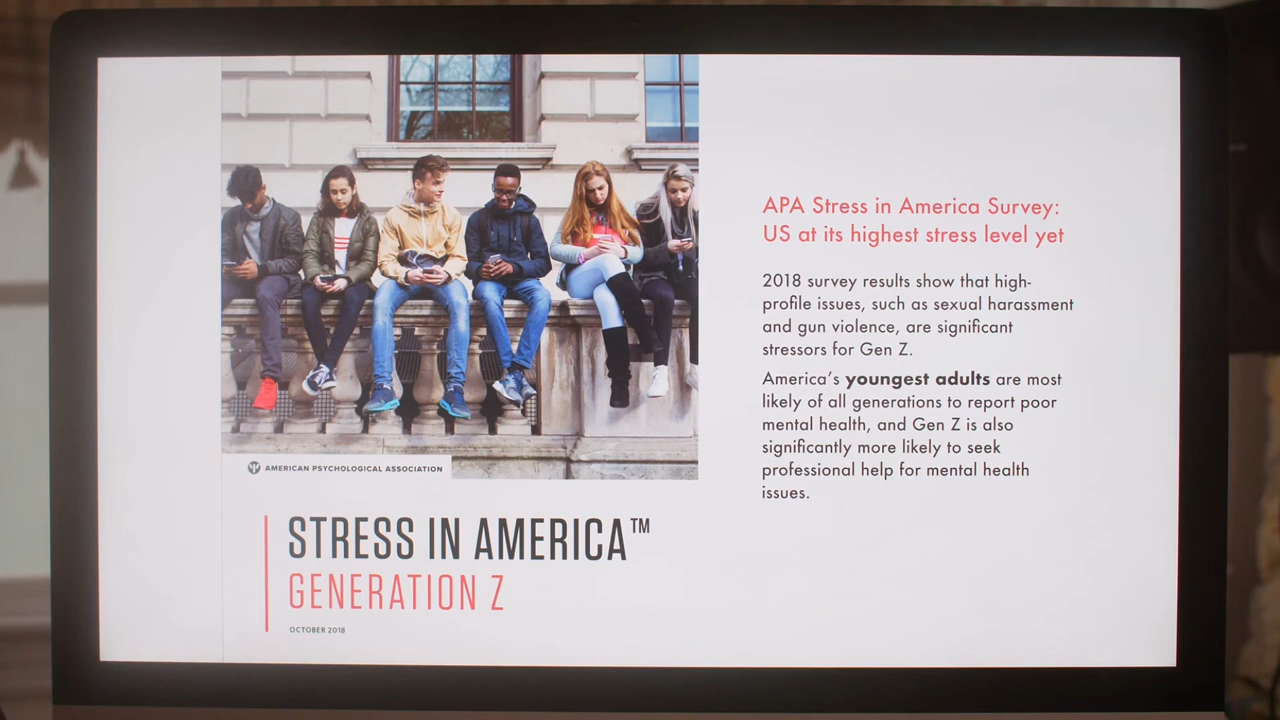 AMERICAN PSYCHOLOGICAL ASSOCIATION
STRESS IN AMERICA™
GENERATION Z
OCTOBER 2018
APA Stress in America Survey:
US at its highest stress level yet
2018 survey results show that high-
profile issues, such as sexual harassment
and gun violence, are significant
stressors for Gen Z.
America's youngest adults are most
likely of all generations to report poor
mental health, and Gen Z is also
significantly more likely to seek
professional help for mental health
issues.